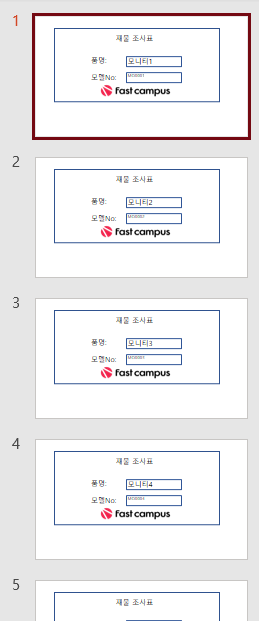 1
재물 조사표
품명: 모니터1
모델No: MO0001
fast campus
2
재물 조사표
품명: 모니터2
모델No: MO0002
fast campus
3
재물 조사표
품명: 모니터3
모델No: MO0003
fast campus
4
재물 조사표
품명: 모니터4
모델No: MO0004
fast campus
5
재물 조사표